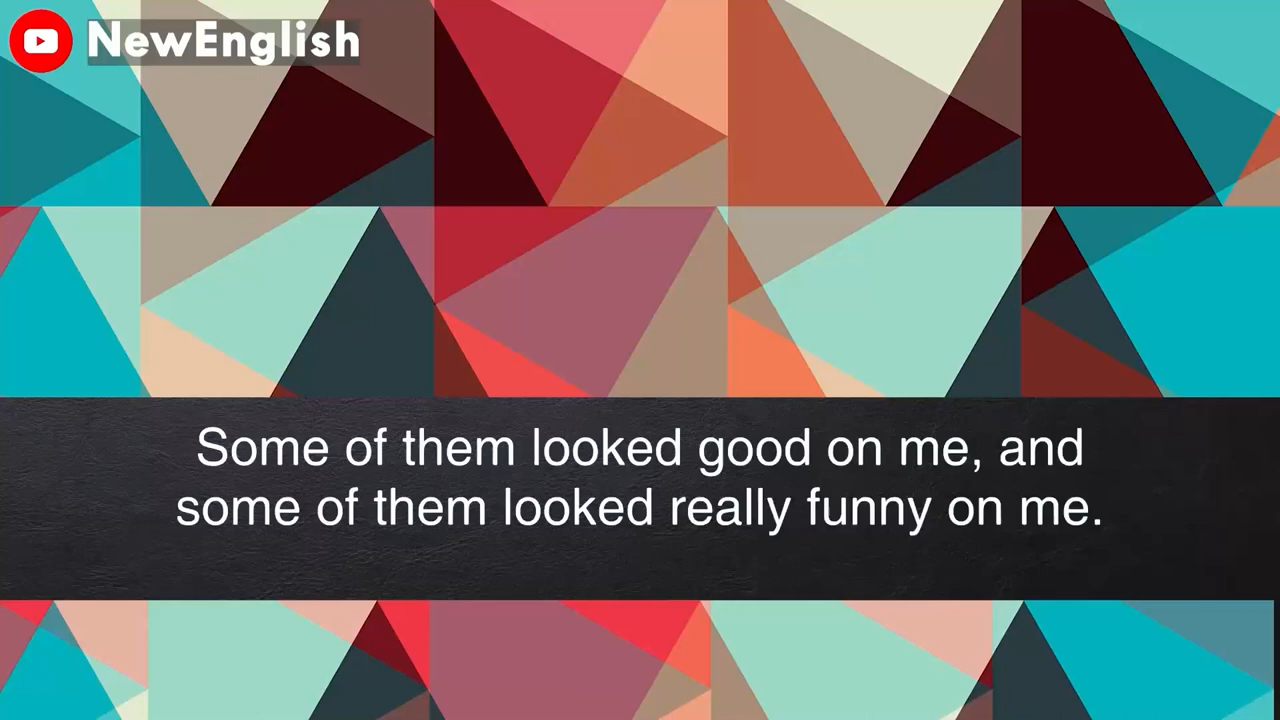 NewEnglish
Some of them looked good on me, and
some of them looked really funny on me.